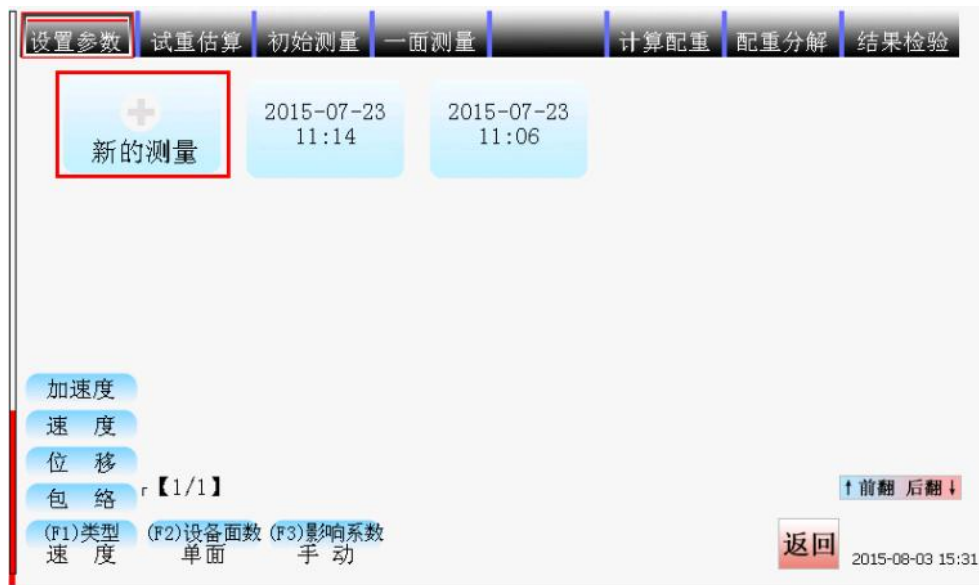 设置参数 试重估算 初始测量 一面测量 计算配重 配重分解 结果检验
新的测量
2015-07-23
11:14
2015-07-23
11:06
加速度
速 度
位 移
包 络
r【1/1】
↑前翻 后翻↓
(F1)类型 (F2)设备面数 (F3)影响系数
速 度 单面 手 动
返回
2015-08-03 15:31